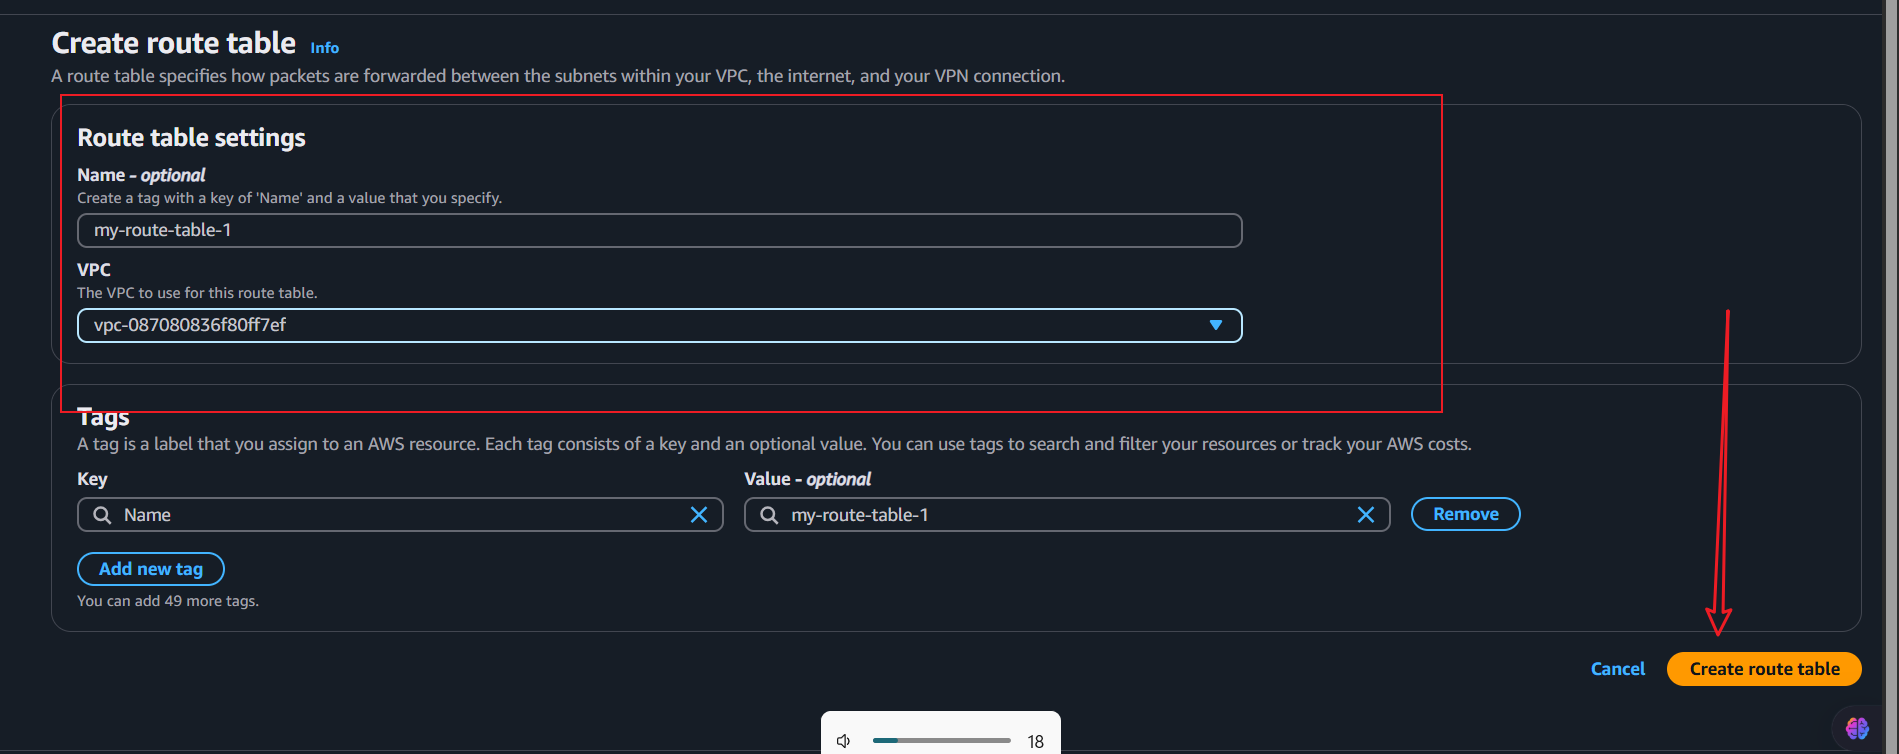 Create route table Info
A route table specifies how packets are forwarded between the subnets within your VPC, the internet, and your VPN connection.
Route table settings
Name - optional
Create a tag with a key of 'Name' and a value that you specify.
my-route-table-1
VPC
The VPC to use for this route table.
vpc-087080836f80ff7ef
Tags
A tag is a label that you assign to an AWS resource. Each tag consists of a key and an optional value. You can use tags to search and filter your resources or track your AWS costs.
Key
Value - optional
Name
my-route-table-1
Remove
Add new tag
You can add 49 more tags.
Cancel
Create route table
18